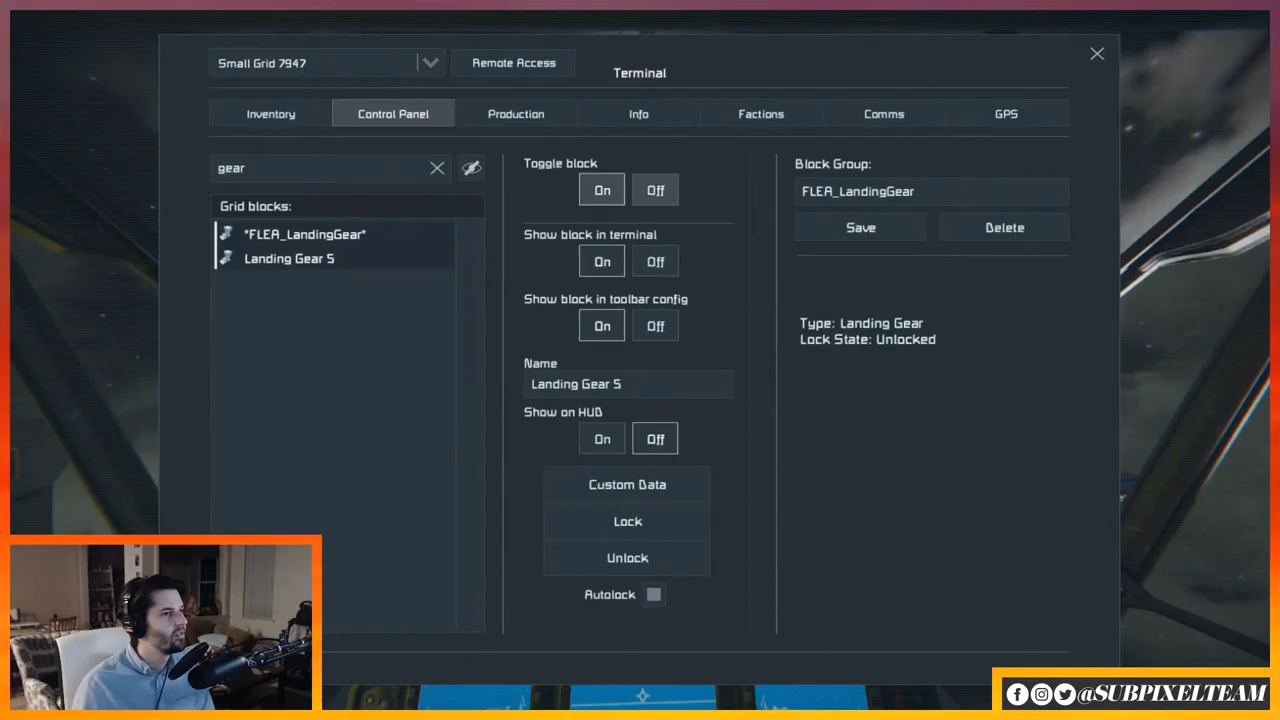 Small Grid 7947
Remote Access
Terminal
Inventory
Control Panel
Production
Info
Factions
Comms
GPS
gear
Grid blocks:
*FLEA_LandingGear*
Landing Gear 5
Toggle block
On
Off
Show block in terminal
On
Off
Show block in toolbar config
On
Off
Name
Landing Gear 5
Show on HUD
On
Off
Custom Data
Lock
Unlock
Autolock
Block Group:
FLEA_LandingGear
Save
Delete
Type: Landing Gear
Lock State: Unlocked
@SUBPIXELTEAM